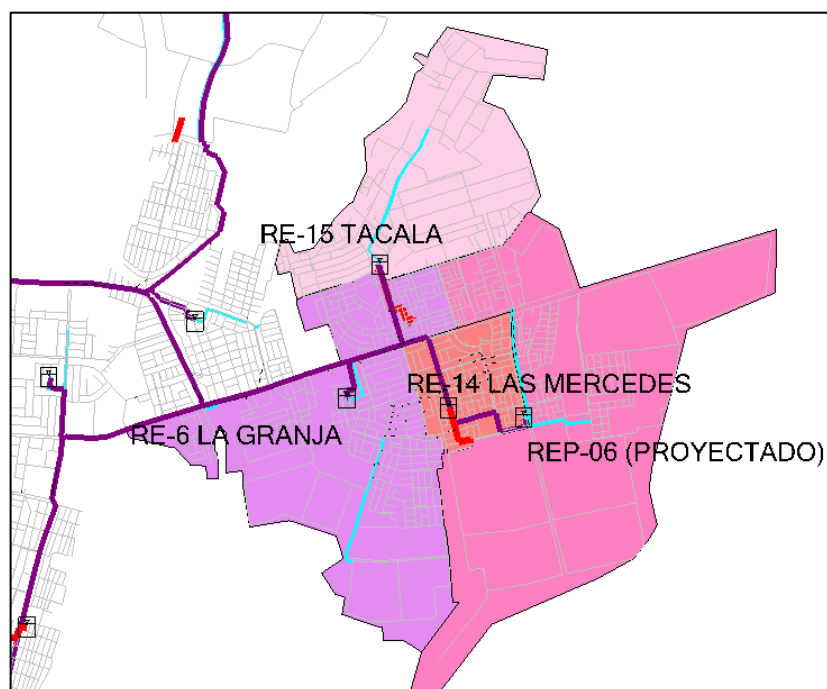 RE-15 TACALA
RE-14 LAS MERCEDES
RE-6 LA GRANJA
REP-06 (PROYECTADO)